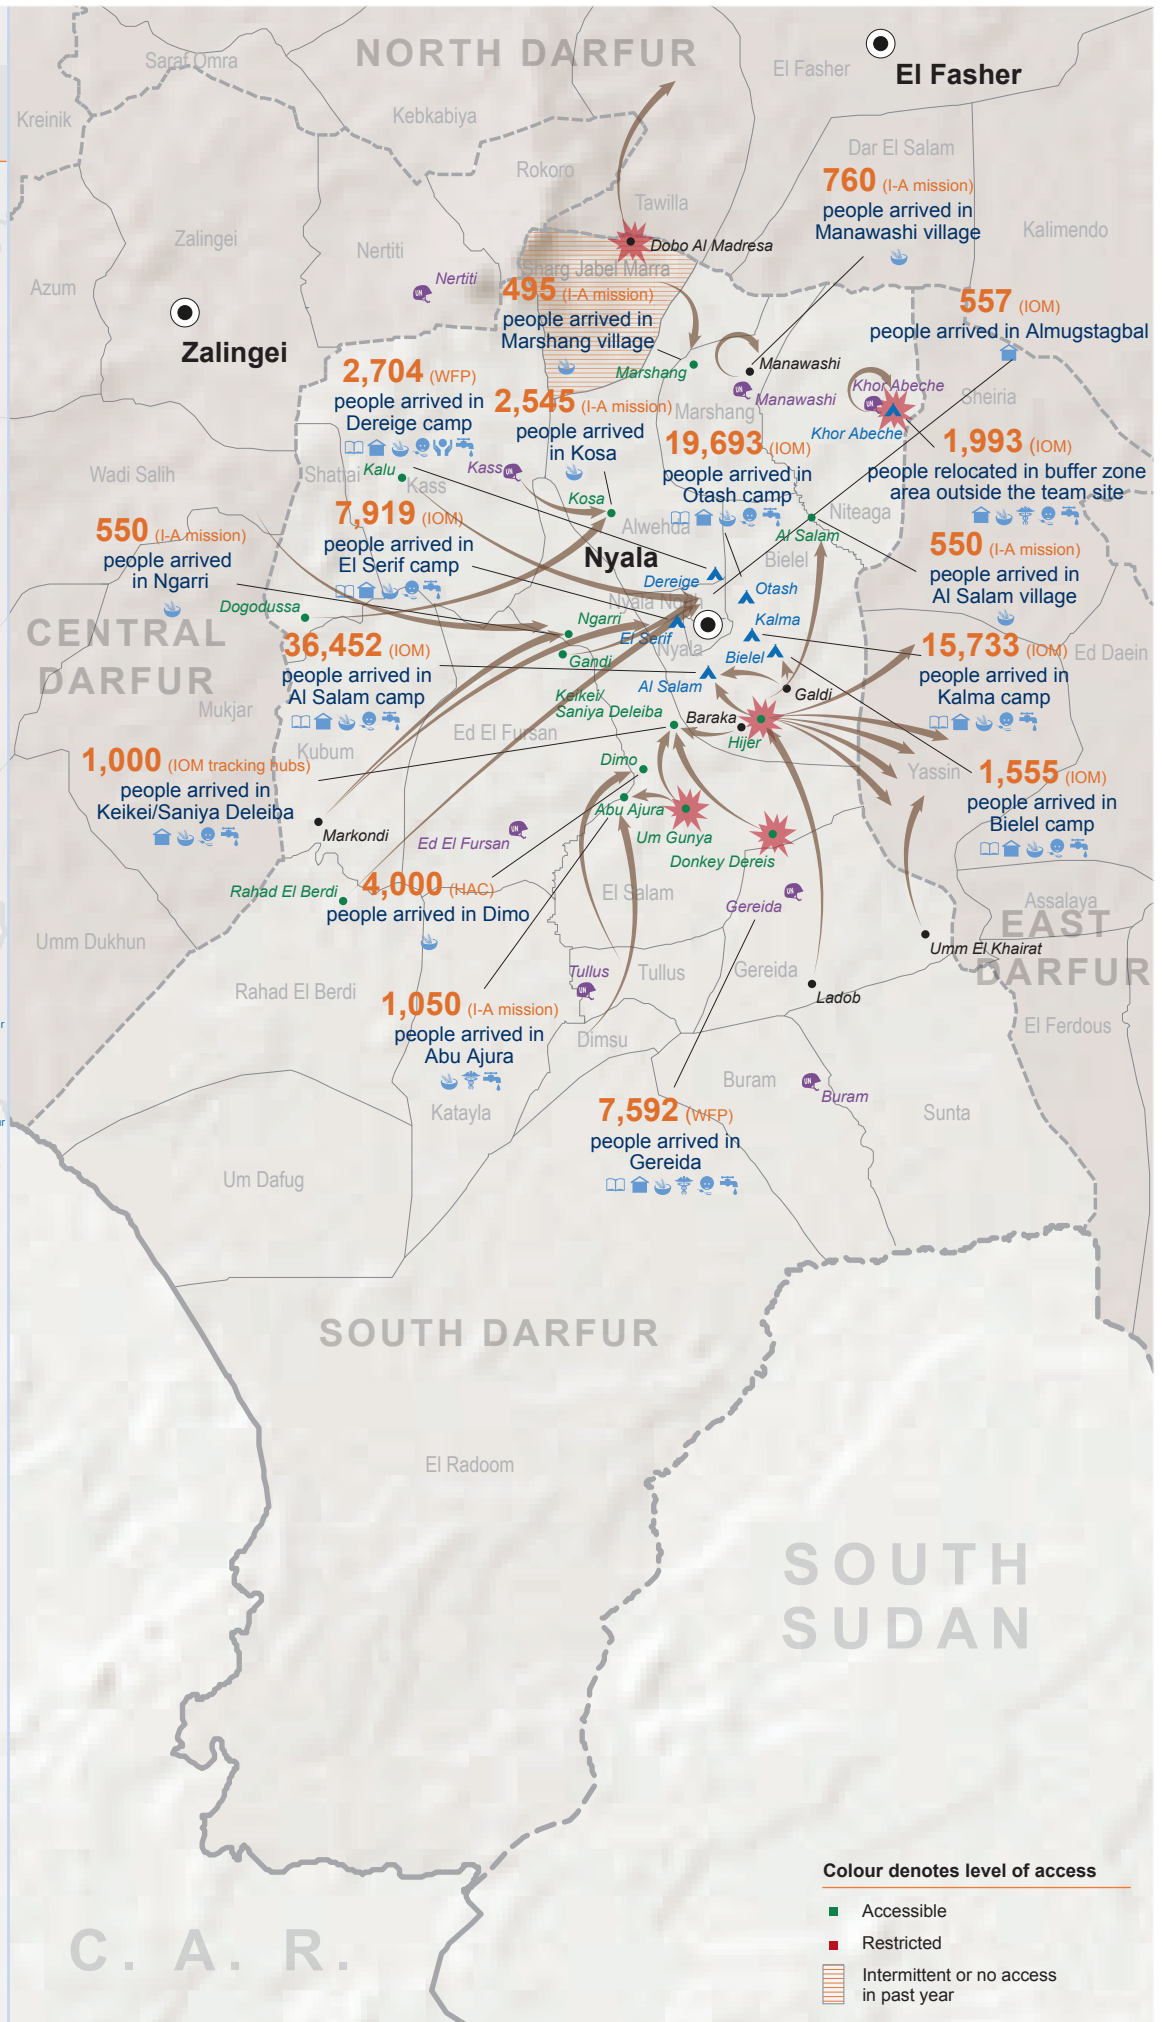 NORTH DARFUR
Saraf Omra
El Fasher
El Fasher
Kreinik
Kebkabiya
Dar El Salam
Rokoro
760 (I-A mission)
people arrived in
Manawashi village
Tawilla
Kalimendo
Zalingei
Nertiti
Dobo Al Madresa
Sharg Jabel Marra
Azum
Nertiti
495 (I-A mission)
people arrived in
Marshang village
557 (IOM)
people arrived in Almugstagbal
Zalingei
2,704 (WFP)
people arrived in
Dereige camp
Marshang
Manawashi
Manawashi
Khor Abeche
Khor Abeche
Sheiria
2,545 (I-A mission)
people arrived
in Kosa
Marshang
19,693 (IOM)
people arrived in
Otash camp
1,993 (IOM)
people relocated in buffer zone
area outside the team site
Wadi Salih
Shattai
Kalu
Kass
Kass
Kosa
Alwehda
Niteaga
Al Salam
7,919 (IOM)
people arrived in
El Serif camp
550 (I-A mission)
people arrived
in Ngarri
Nyala
Bielel
550 (I-A mission)
people arrived in
Al Salam village
Dereige
Otash
Nyala North
Dogodussa
Ngarri
El Serif
Kalma
CENTRAL
DARFUR
36,452 (IOM)
people arrived in
Al Salam camp
Gandi
Nyala
Bielel
15,733 (IOM)
people arrived in
Kalma camp
Ed Daein
Al Salam
Galdi
Keikei/
Saniya Deleiba
Baraka
Hijer
Mukjar
Ed El Fursan
Kubum
1,000 (IOM tracking hubs)
people arrived in
Keikei/Saniya Deleiba
Dimo
Yassin
1,555 (IOM)
people arrived in
Bielel camp
Abu Ajura
Um Gunya
Markondi
Ed El Fursan
Donkey Dereis
4,000 (HAC)
people arrived in Dimo
Rahad El Berdi
El Salam
Gereida
Assalaya
EAST
DARFUR
Umm Dukhun
Umm El Khairat
Rahad El Berdi
Tullus
Tullus
Gereida
Ladob
1,050 (I-A mission)
people arrived in
Abu Ajura
Dimsu
El Ferdous
Buram
Buram
Katayla
Sunta
7,592 (WFP)
people arrived in
Gereida
Um Dafug
SOUTH DARFUR
El Radoom
SOUTH
SUDAN
C. A. R.
Colour denotes level of access
Accessible
Restricted
Intermittent or no access
in past year